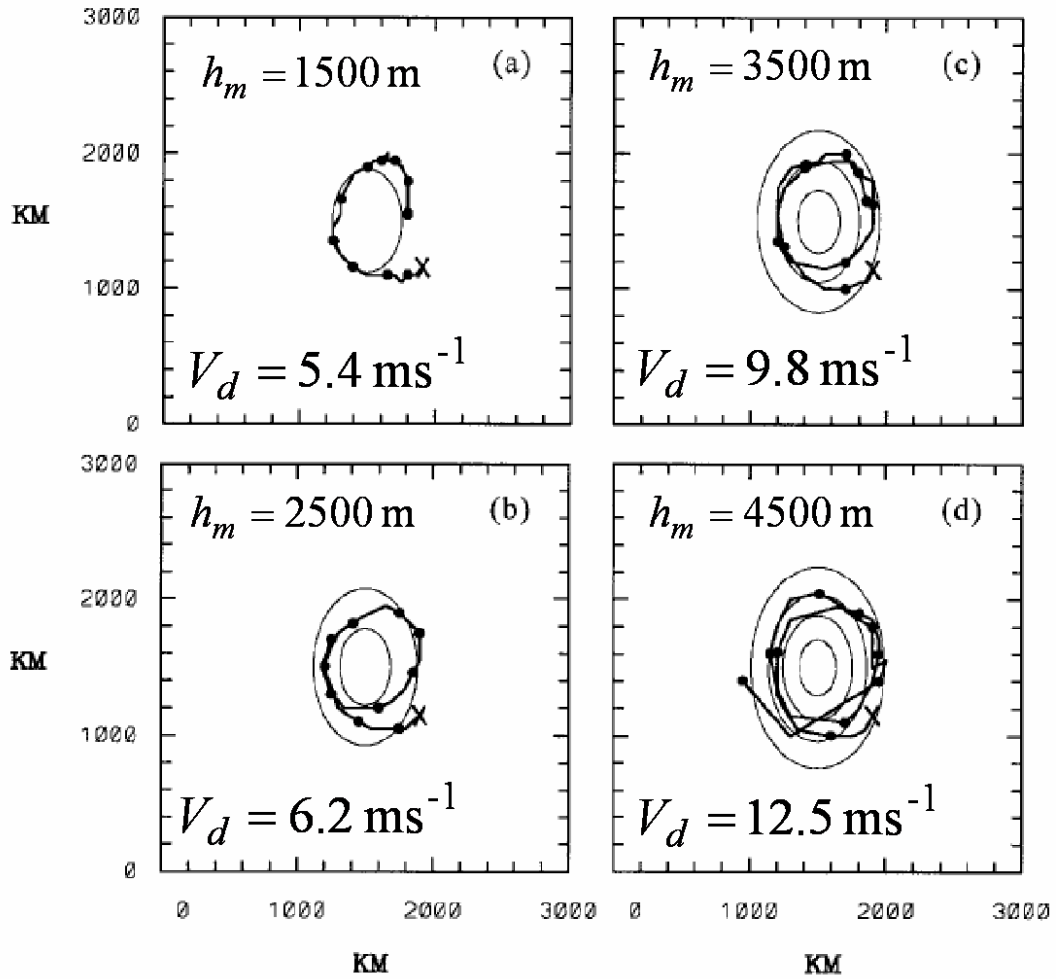 3000
(a)
h_m = 1500 m
2000
KM
1000
V_d = 5.4 ms^-1
0
(c)
h_m = 3500 m
V_d = 9.8 ms^-1
3000
(b)
h_m = 2500 m
2000
KM
1000
X
V_d = 6.2 ms^-1
0
0 1000 2000 3000
KM
(d)
h_m = 4500 m
X
V_d = 12.5 ms^-1
0 1000 2000 3000
KM